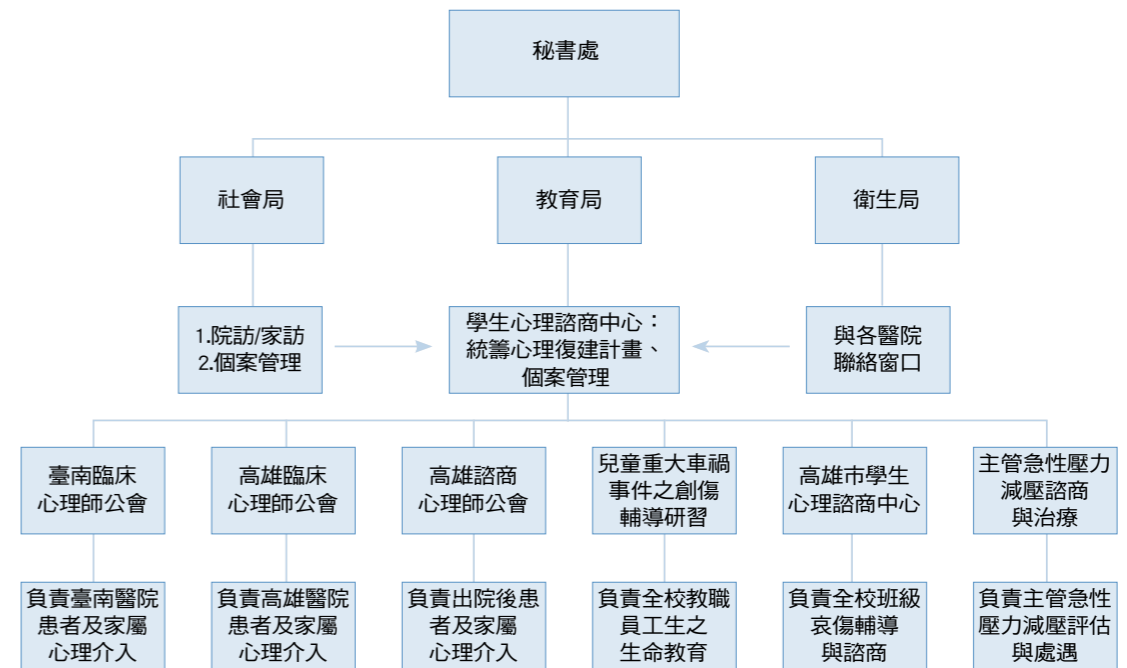 秘書處
社會局
教育局
衛生局
1.院訪/家訪
2.個案管理
學生心理諮商中心：
統籌心理復建計畫、
個案管理
與各醫院
聯絡窗口
臺南臨床
心理師公會
高雄臨床
心理師公會
高雄諮商
心理師公會
兒童重大車禍
事件之創傷
輔導研習
高雄市學生
心理諮商中心
主管急性壓力
減壓諮商
與治療
負責臺南醫院
患者及家屬
心理介入
負責高雄醫院
患者及家屬
心理介入
負責出院後患
者及家屬
心理介入
負責全校教職
員工生之
生命教育
負責全校班級
哀傷輔導
與諮商
負責主管急性
壓力減壓評估
與處遇